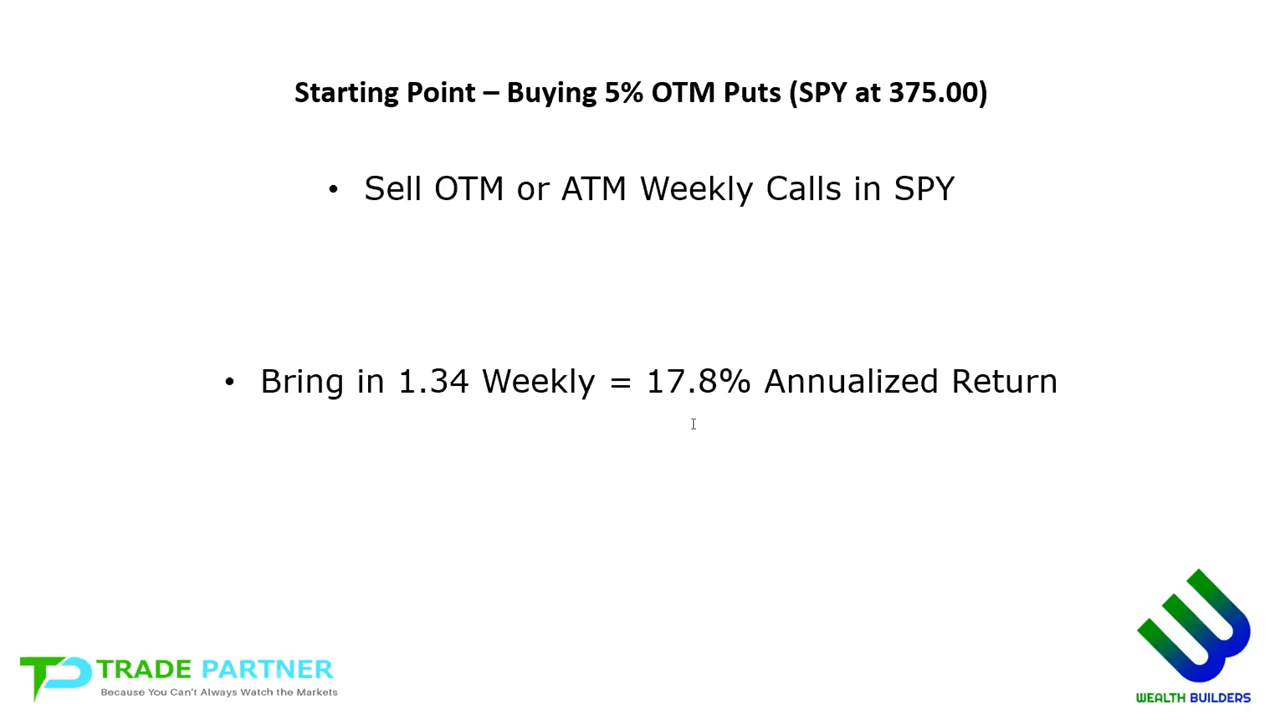 Starting Point – Buying 5% OTM Puts (SPY at 375.00)
• Sell OTM or ATM Weekly Calls in SPY
• Bring in 1.34 Weekly = 17.8% Annualized Return
TRADE PARTNER
Because You Can't Always Watch the Markets
WEALTH BUILDERS